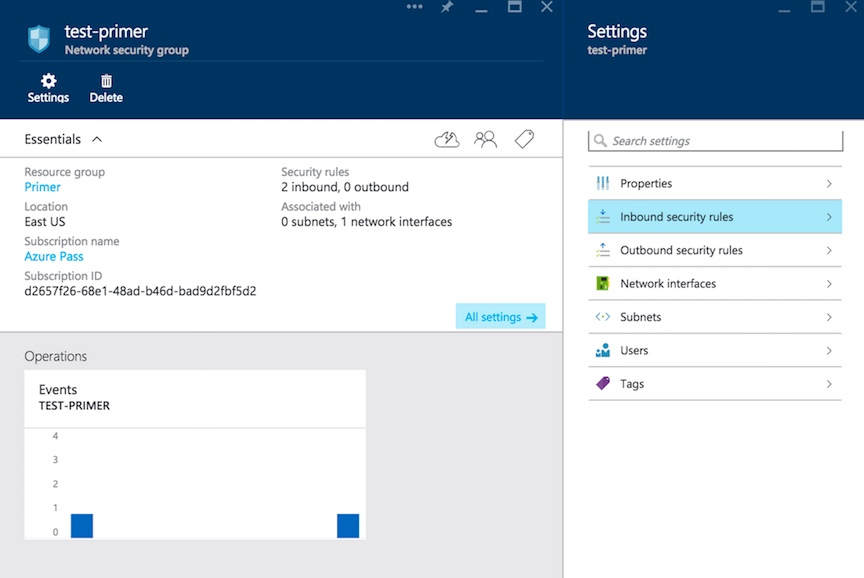 test-primer
Network security group
Settings
Delete
Essentials
Resource group
Primer
Location
East US
Subscription name
Azure Pass
Subscription ID
d2657f26-68e1-48ad-b46d-bad9d2fbf5d2
Security rules
2 inbound, 0 outbound
Associated with
0 subnets, 1 network interfaces
All settings
Operations
Events
TEST-PRIMER
4
3
2
1
0
Settings
test-primer
Search settings
Properties
Inbound security rules
Outbound security rules
Network interfaces
Subnets
Users
Tags